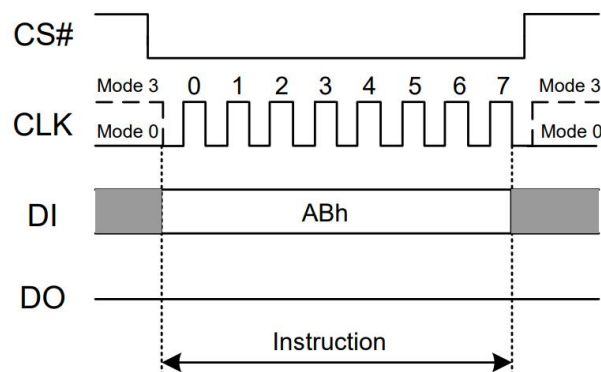 CS#
Mode 3 0 1 2 3 4 5 6 7 Mode 3
CLK
Mode 0 Mode 0
DI ABh
DO
Instruction